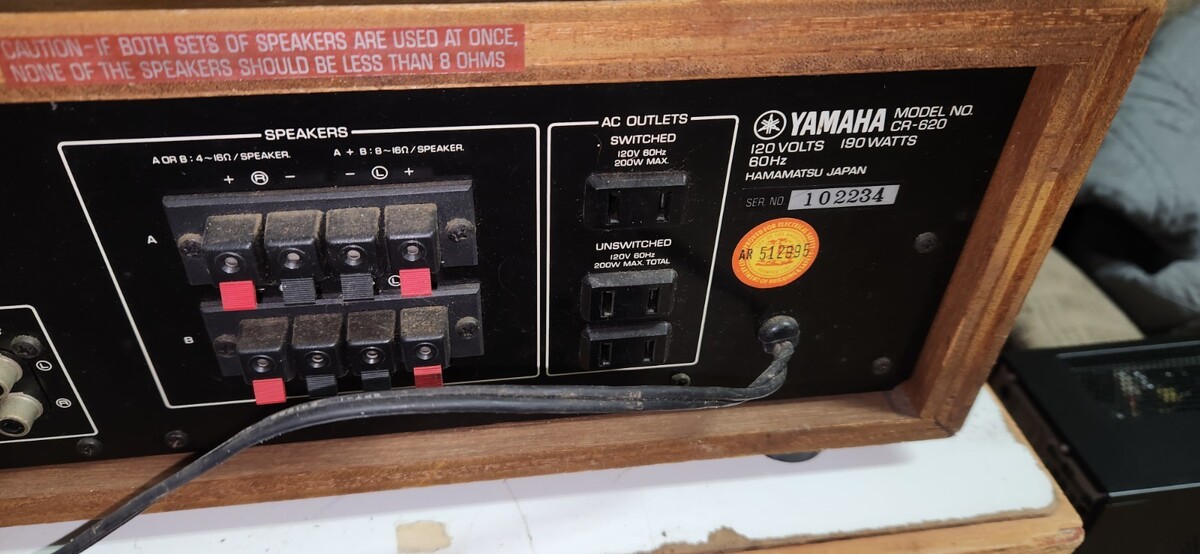 CAUTION-IF BOTH SETS OF SPEAKERS ARE USED AT ONCE,
NONE OF THE SPEAKERS SHOULD BE LESS THAN 8 OHMS
SPEAKERS
A OR B : 4~16Ω / SPEAKER.
A + B : 8~16Ω / SPEAKER.
+ R - - L +
A
L
B
L
R
AC OUTLETS
SWITCHED
120V 60Hz
200W MAX.
UNSWITCHED
120V 60Hz
200W MAX. TOTAL
YAMAHA MODEL NO.
CR-620
120 VOLTS 190 WATTS
60Hz
HAMAMATSU JAPAN
SER. NO. 102234
AR 512995